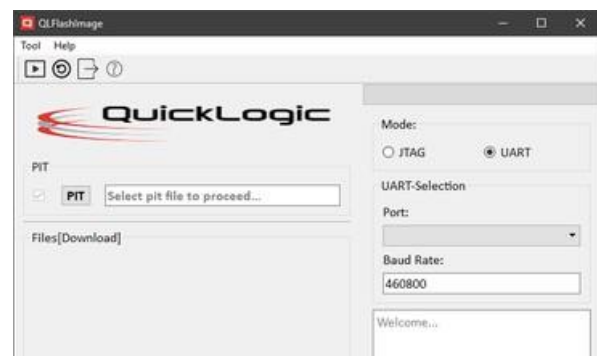 QLFlashImage
Tool Help
QuickLogic
PIT
PIT Select pit file to proceed...
Files[Download]
Mode:
JTAG UART
UART-Selection
Port:
Baud Rate:
460800
Welcome...